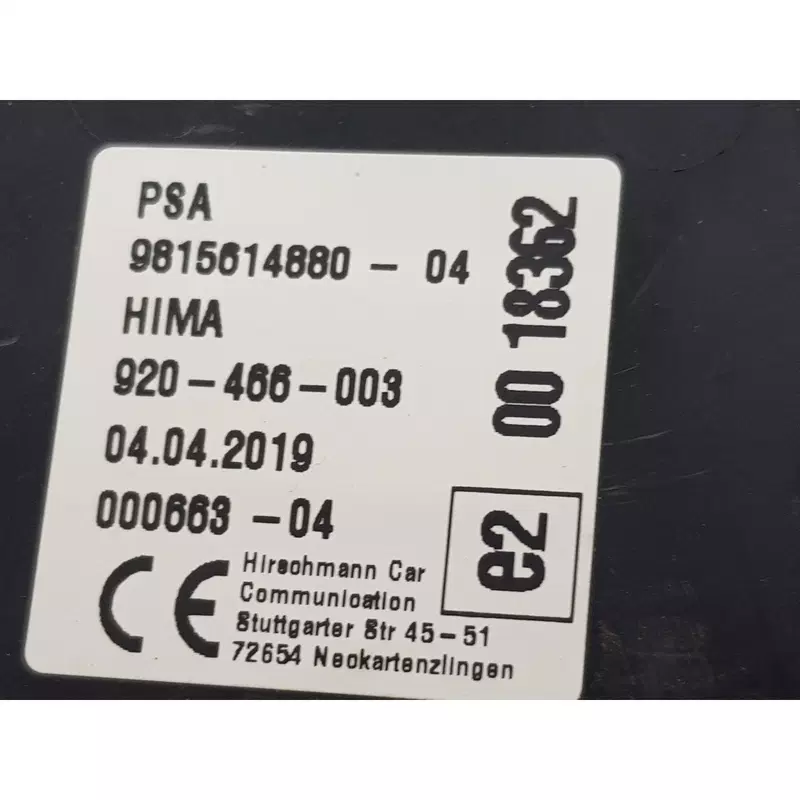 PSA
9815614880 - 04
HIMA
920-466-003
04.04.2019
000663 -04
CE
Hirschmann Car
Communication
Stuttgarter Str 45-51
72654 Neckartenzlingen
e2
00 18362